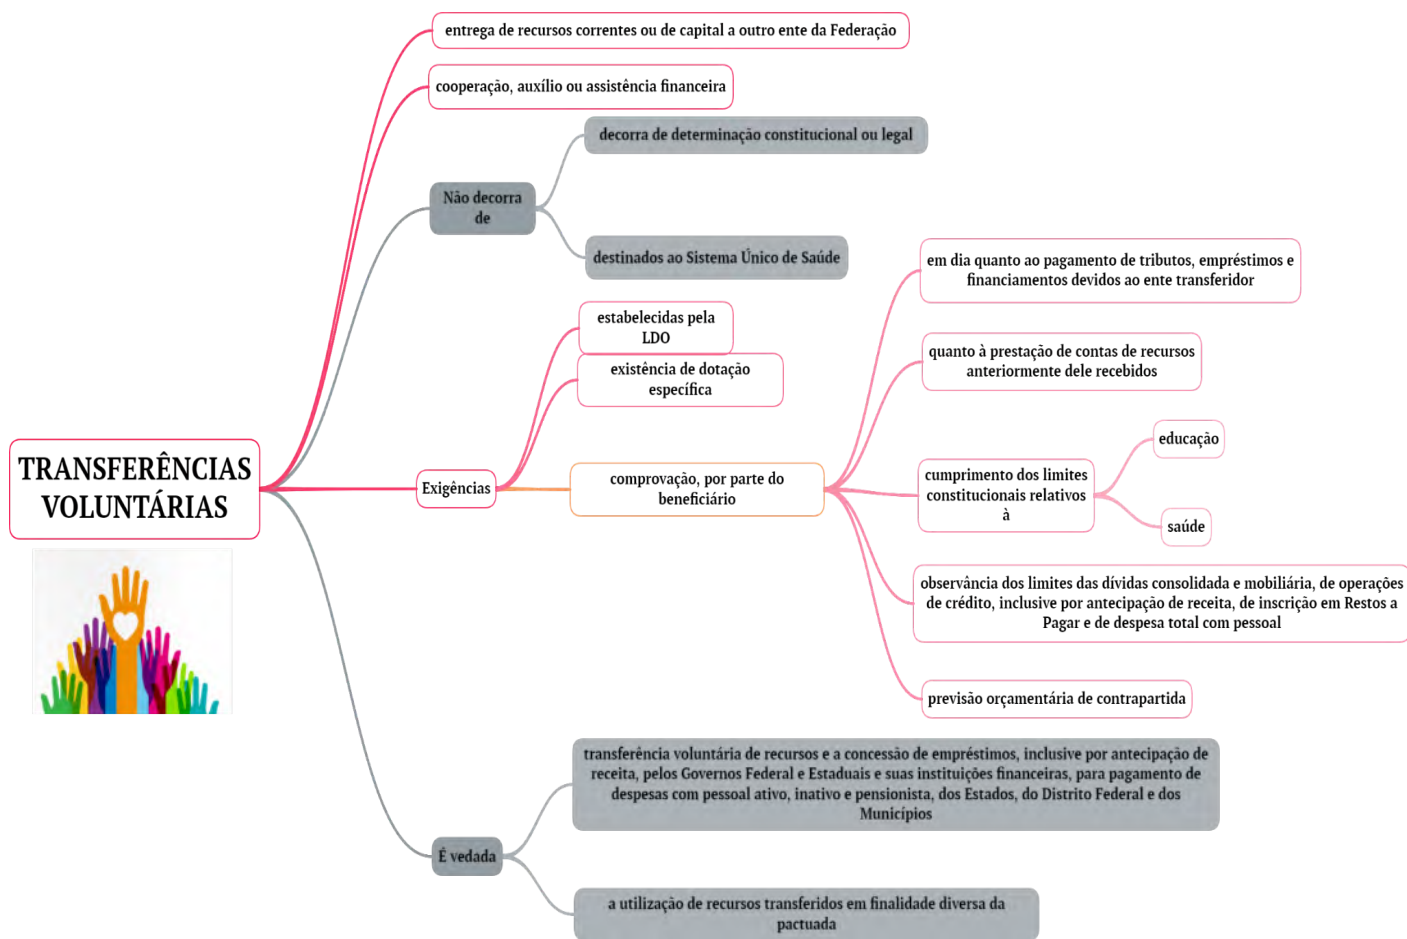 entrega de recursos correntes ou de capital a outro ente da Federação
cooperação, auxílio ou assistência financeira
decorra de determinação constitucional ou legal
Não decorra
de
destinados ao Sistema Único de Saúde
em dia quanto ao pagamento de tributos, empréstimos e
financiamentos devidos ao ente transferidor
estabelecidas pela
LDO
quanto à prestação de contas de recursos
anteriormente dele recebidos
existência de dotação
específica
educação
TRANSFERÊNCIAS
VOLUNTÁRIAS
Exigências
comprovação, por parte do
beneficiário
cumprimento dos limites
constitucionais relativos
à
saúde
observância dos limites das dívidas consolidada e mobiliária, de operações
de crédito, inclusive por antecipação de receita, de inscrição em Restos a
Pagar e de despesa total com pessoal
previsão orçamentária de contrapartida
transferência voluntária de recursos e a concessão de empréstimos, inclusive por antecipação de
receita, pelos Governos Federal e Estaduais e suas instituições financeiras, para pagamento de
despesas com pessoal ativo, inativo e pensionista, dos Estados, do Distrito Federal e dos
Municípios
É vedada
a utilização de recursos transferidos em finalidade diversa da
pactuada